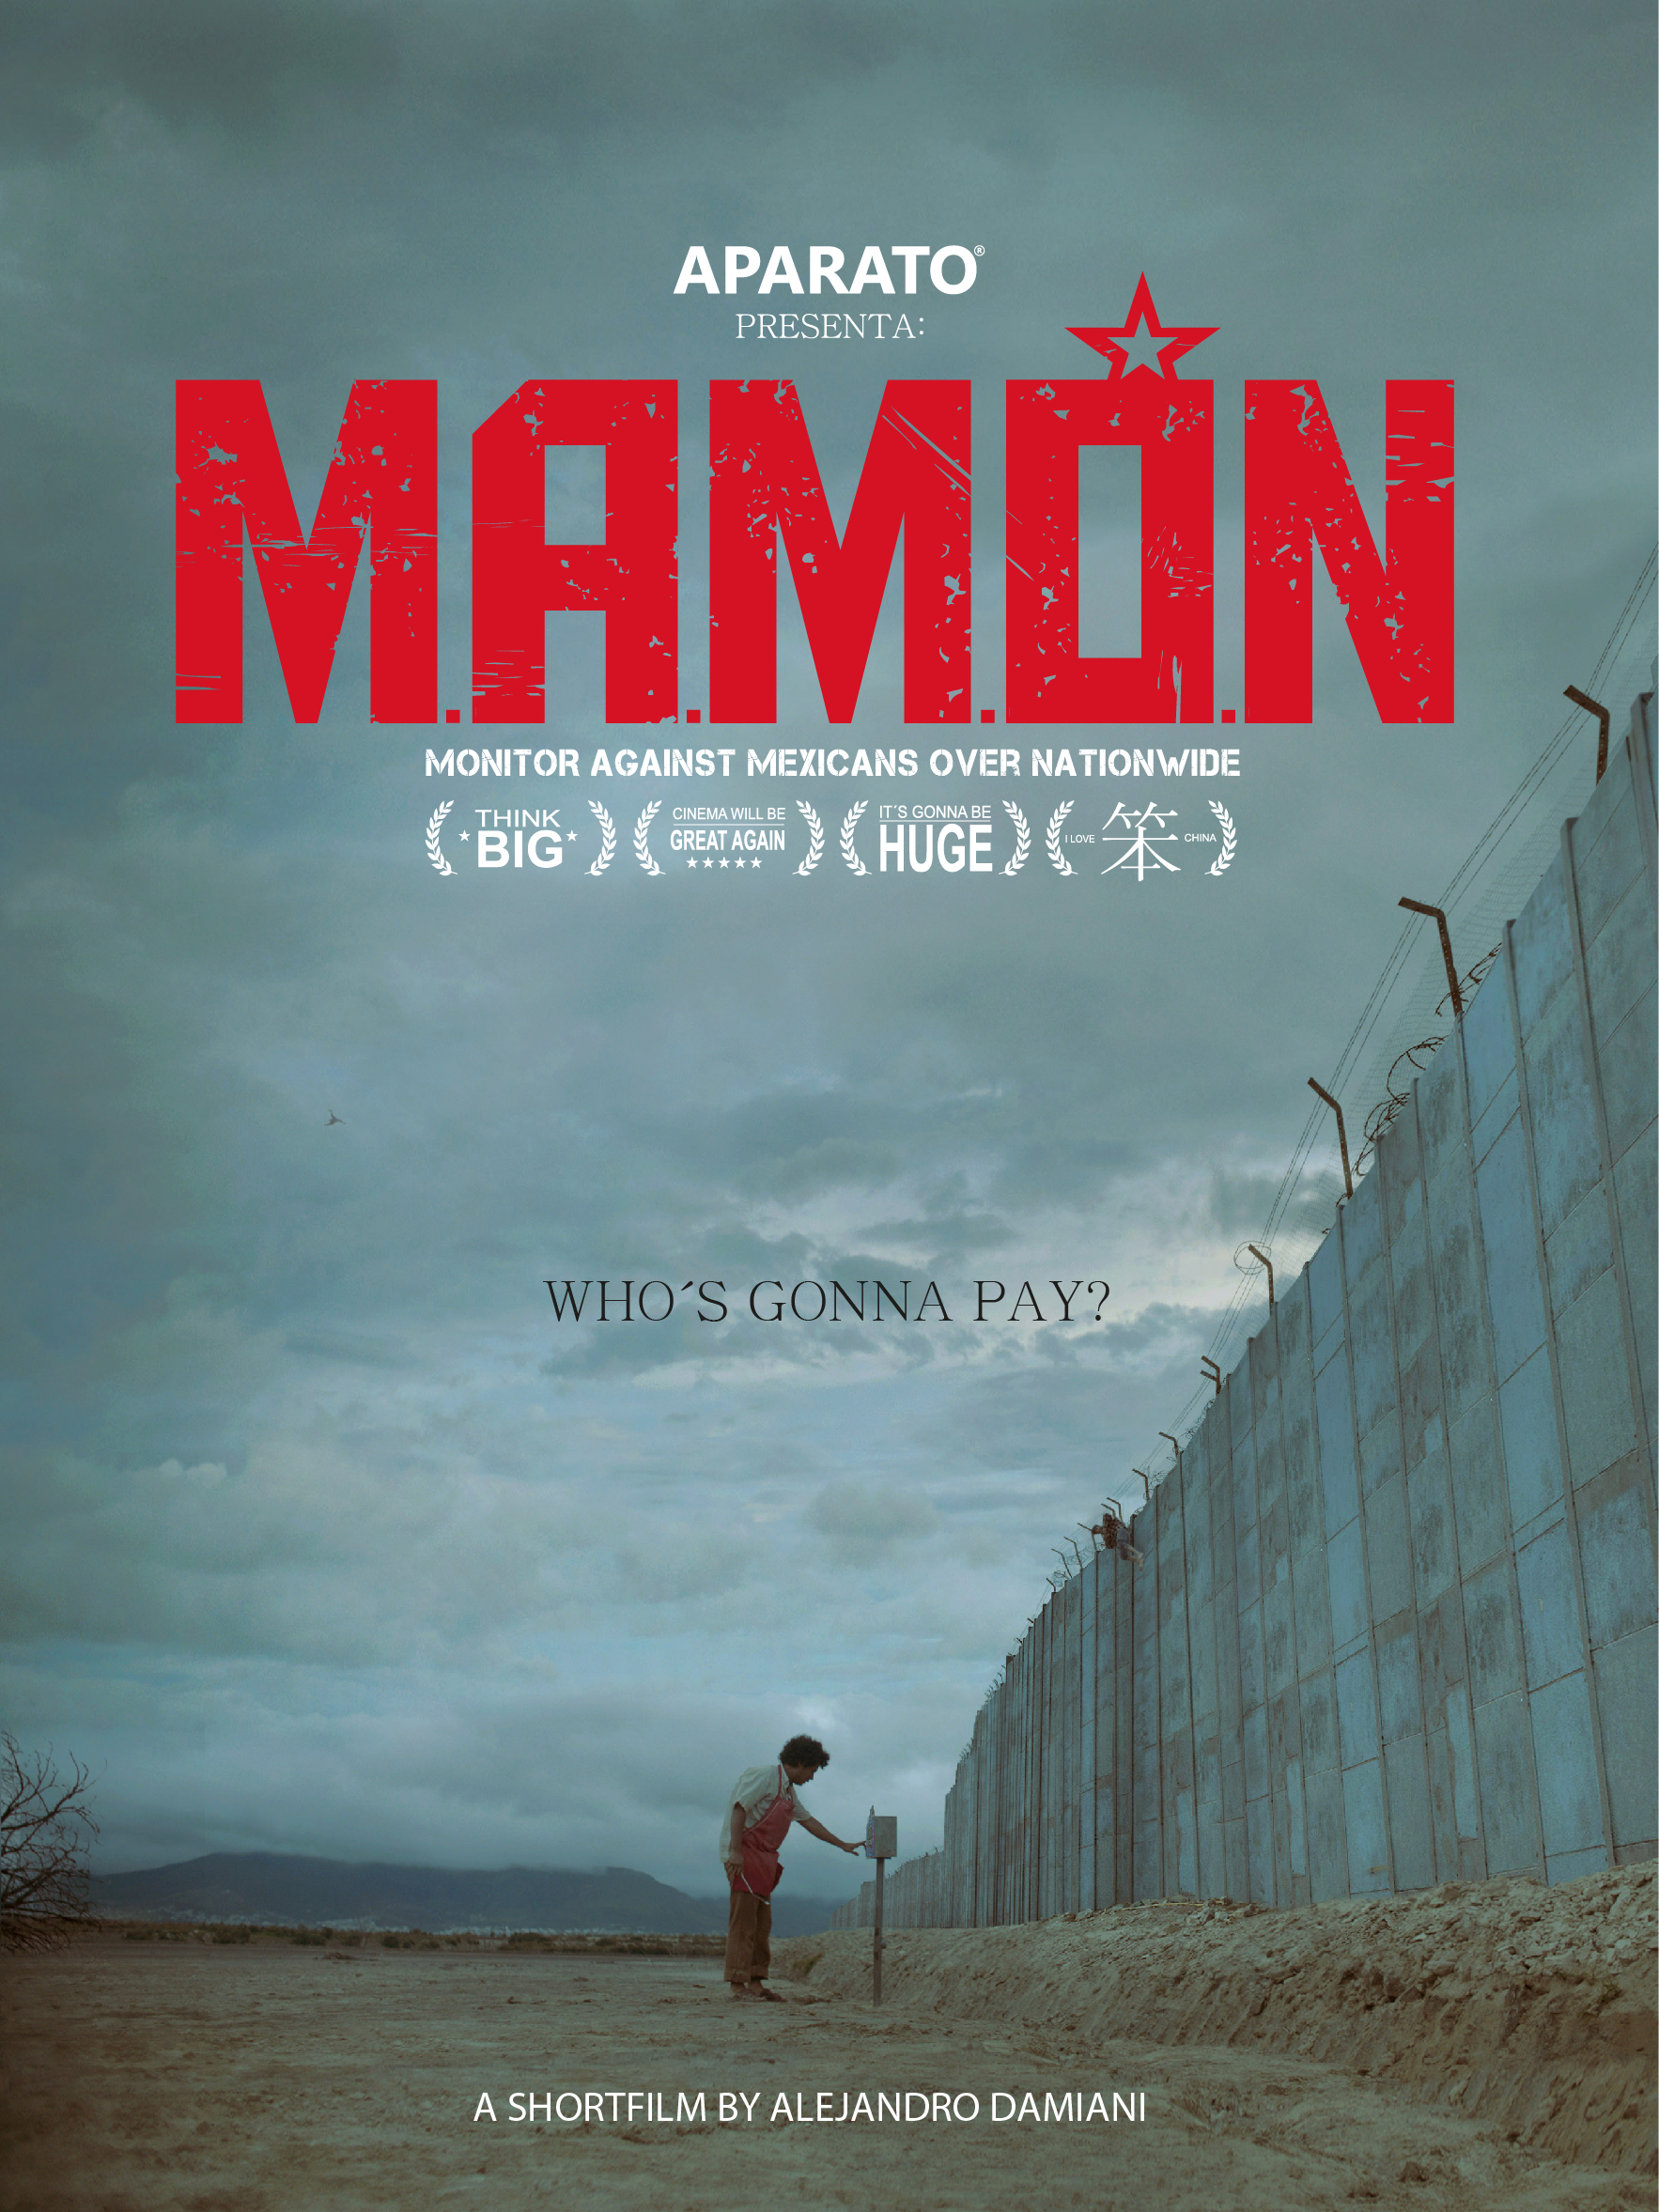 APARATO®
PRESENTA:
M.A.M.O.N
MONITOR AGAINST MEXICANS OVER NATIONWIDE
THINK
BIG
CINEMA WILL BE
GREAT AGAIN
IT´S GONNA BE
HUGE
I LOVE 笨 CHINA
WHO´S GONNA PAY?
A SHORTFILM BY ALEJANDRO DAMIANI